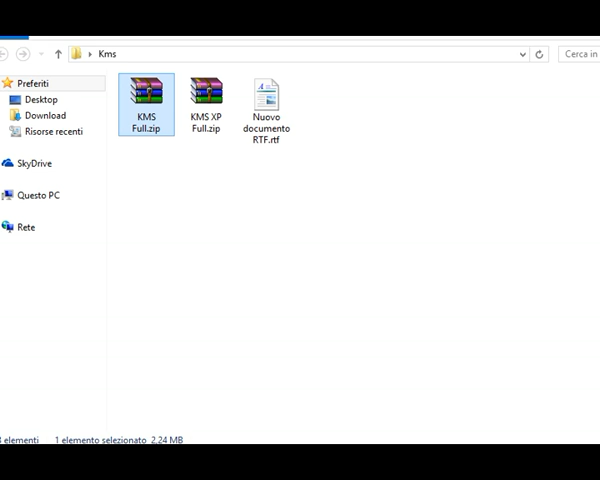 Kms
Cerca in
Preferiti
Desktop
Download
Risorse recenti
SkyDrive
Questo PC
Rete
KMS
Full.zip
KMS XP
Full.zip
Nuovo
documento
RTF.rtf
elementi 1 elemento selezionato 2,24 MB